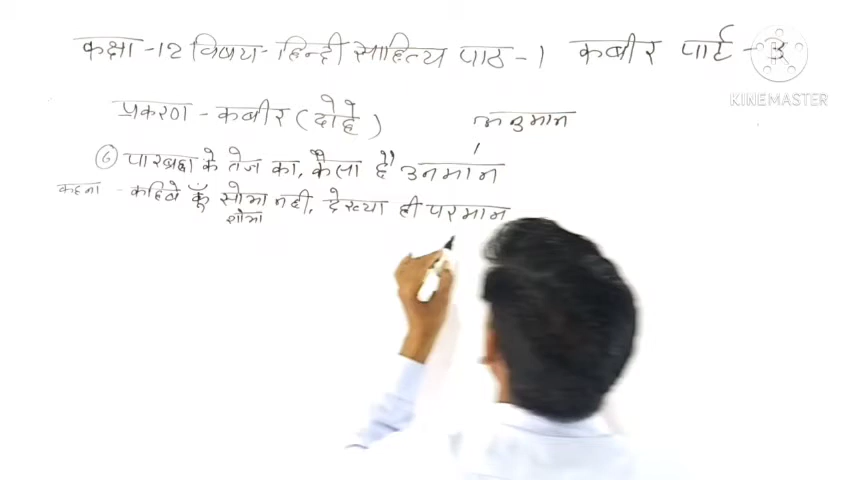 कक्षा -12 विषय - हिन्दी साहित्य पाठ -1 कबीर पार्ट - 3
KINEMASTER
प्रकरण - कबीर (दोहे)
अनुमान
6 पारब्रह्म के तेज का, कैसा है उनमान
कहना - कहिबे कूँ सोभा नहीं, देख्या ही परमान
शोभा